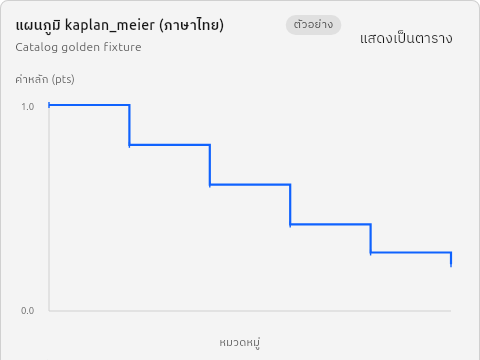 แผนภูมิ kaplan_meier (ภาษาไทย)
ตัวอย่าง
แสดงเป็นตาราง
Catalog golden fixture
ค่าหลัก (pts)
1.0
0.0
หมวดหมู่